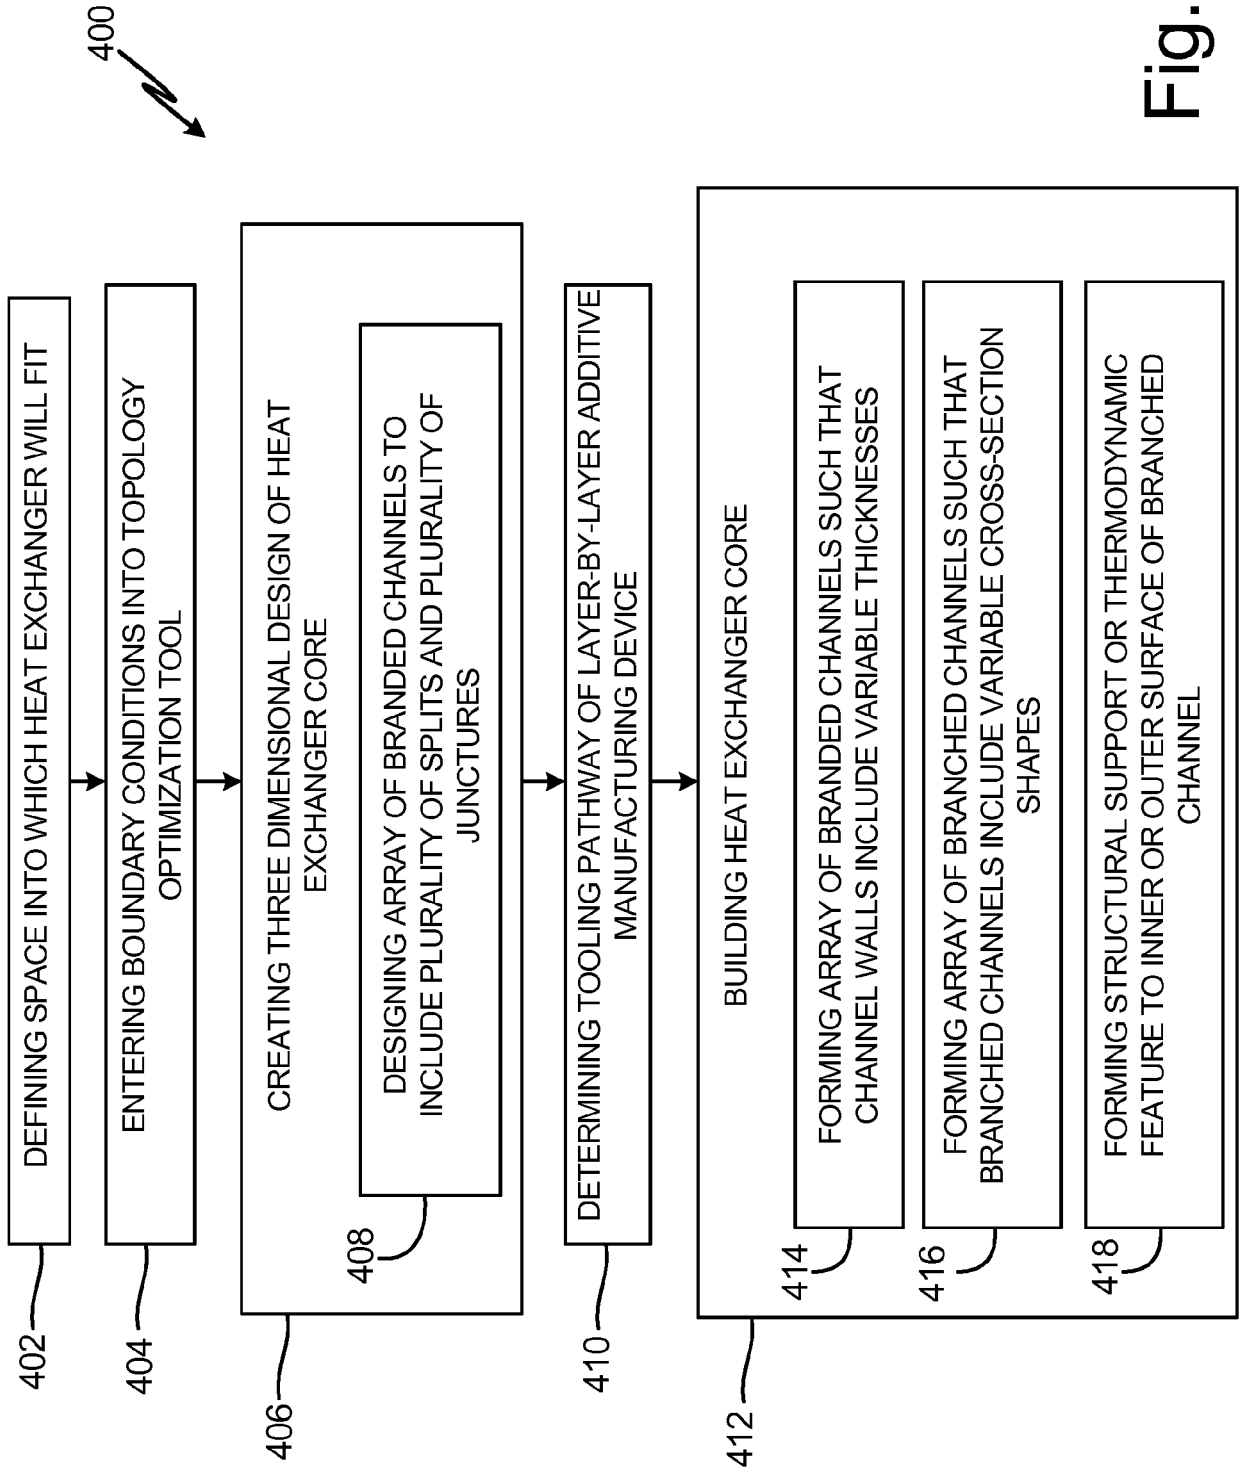 400
402
DEFINING SPACE INTO WHICH HEAT EXCHANGER WILL FIT
404
ENTERING BOUNDARY CONDITIONS INTO TOPOLOGY
OPTIMIZATION TOOL
406
CREATING THREE DIMENSIONAL DESIGN OF HEAT
EXCHANGER CORE
408
DESIGNING ARRAY OF BRANDED CHANNELS TO
INCLUDE PLURALITY OF SPLITS AND PLURALITY OF
JUNCTURES
410
DETERMINING TOOLING PATHWAY OF LAYER-BY-LAYER ADDITIVE
MANUFACTURING DEVICE
412
BUILDING HEAT EXCHANGER CORE
414
FORMING ARRAY OF BRANDED CHANNELS SUCH THAT
CHANNEL WALLS INCLUDE VARIABLE THICKNESSES
416
FORMING ARRAY OF BRANCHED CHANNELS SUCH THAT
BRANCHED CHANNELS INCLUDE VARIABLE CROSS-SECTION
SHAPES
418
FORMING STRUCTURAL SUPPORT OR THERMODYNAMIC
FEATURE TO INNER OR OUTER SURFACE OF BRANCHED
CHANNEL
Fig.